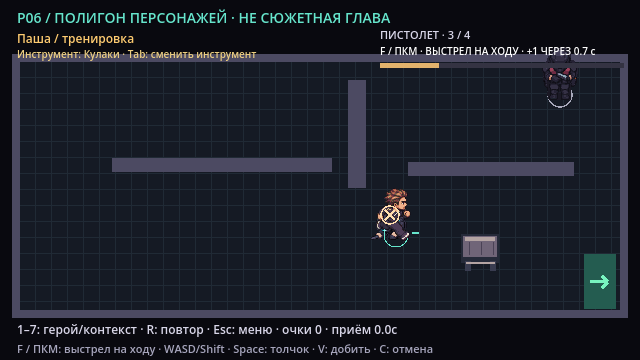 P06 / ПОЛИГОН ПЕРСОНАЖЕЙ · НЕ СЮЖЕТНАЯ ГЛАВА
Паша / тренировка
Инструмент: Кулаки · Tab: сменить инструмент
ПИСТОЛЕТ · 3 / 4
F / ПКМ · ВЫСТРЕЛ НА ХОДУ · +1 ЧЕРЕЗ 0.7 с
1–7: герой/контекст · R: повтор · Esc: меню · очки 0 · приём 0.0с
F / ПКМ: выстрел на ходу · WASD/Shift · Space: толчок · V: добить · C: отмена